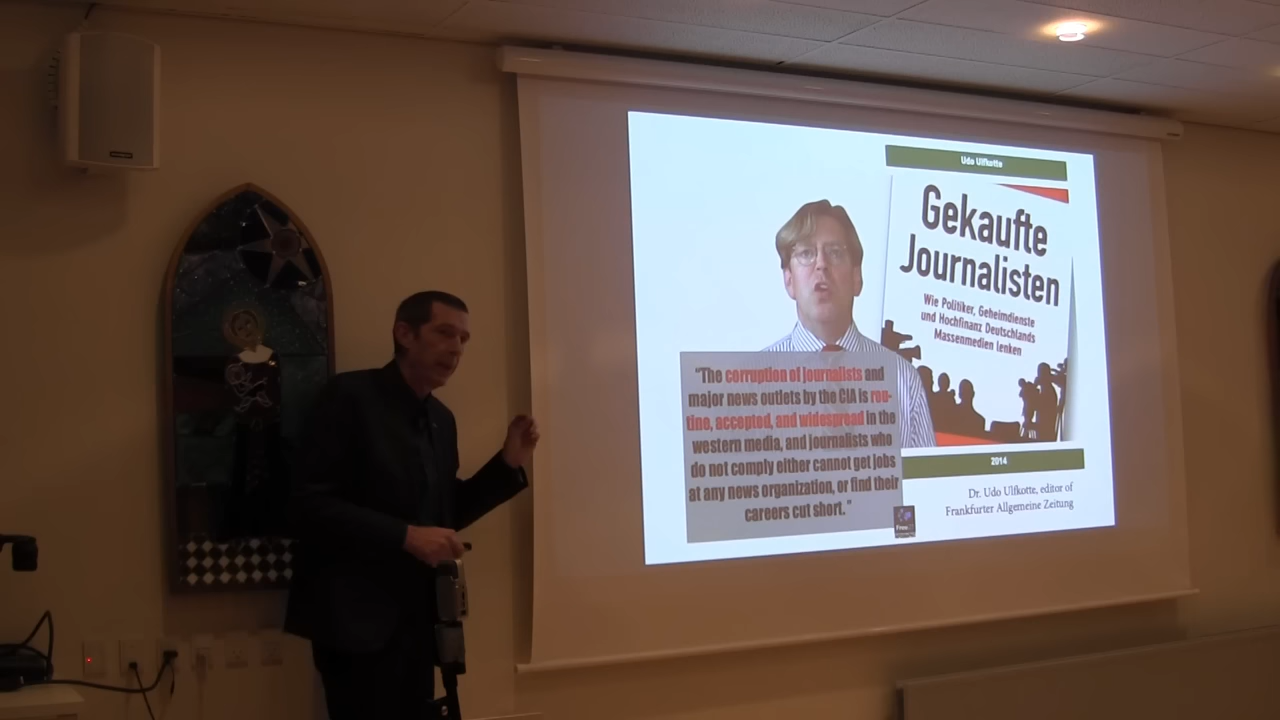 Udo Ulfkotte
Gekaufte
Journalisten
Wie Politiker, Geheimdienste
und Hochfinanz Deutschlands
Massenmedien lenken
"The corruption of journalists and
major news outlets by the CIA is rou-
tine, accepted, and widespread in the
western media, and journalists who
do not comply either cannot get jobs
at any news organization, or find their
careers cut short."
2014
Dr. Udo Ulfkotte, editor of
Frankfurter Allgemeine Zeitung
Free